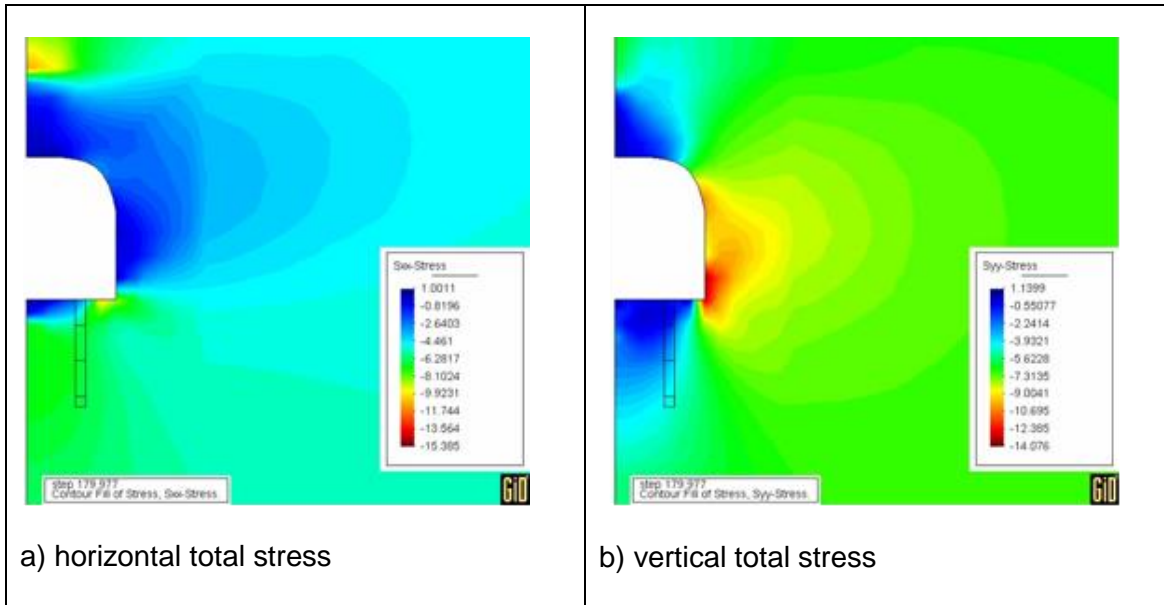 Sxx-Stress
1.0011
-0.8196
-2.6403
-4.461
-6.2817
-8.1024
-9.9231
-11.744
-13.564
-15.385
step 179.977
Contour Fill of Stress, Sxx-Stress.
GiD
a) horizontal total stress
Syy-Stress
1.1399
-0.55077
-2.2414
-3.9321
-5.6228
-7.3135
-9.0041
-10.695
-12.385
-14.076
step 179.977
Contour Fill of Stress, Syy-Stress.
GiD
b) vertical total stress